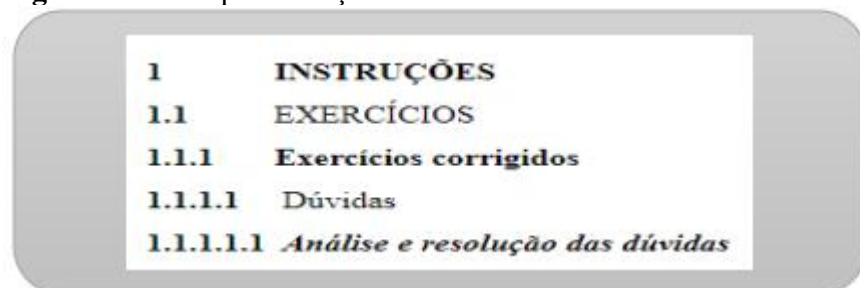 1 INSTRUÇÕES
1.1 EXERCÍCIOS
1.1.1 Exercícios corrigidos
1.1.1.1 Dúvidas
1.1.1.1.1 Análise e resolução das dúvidas